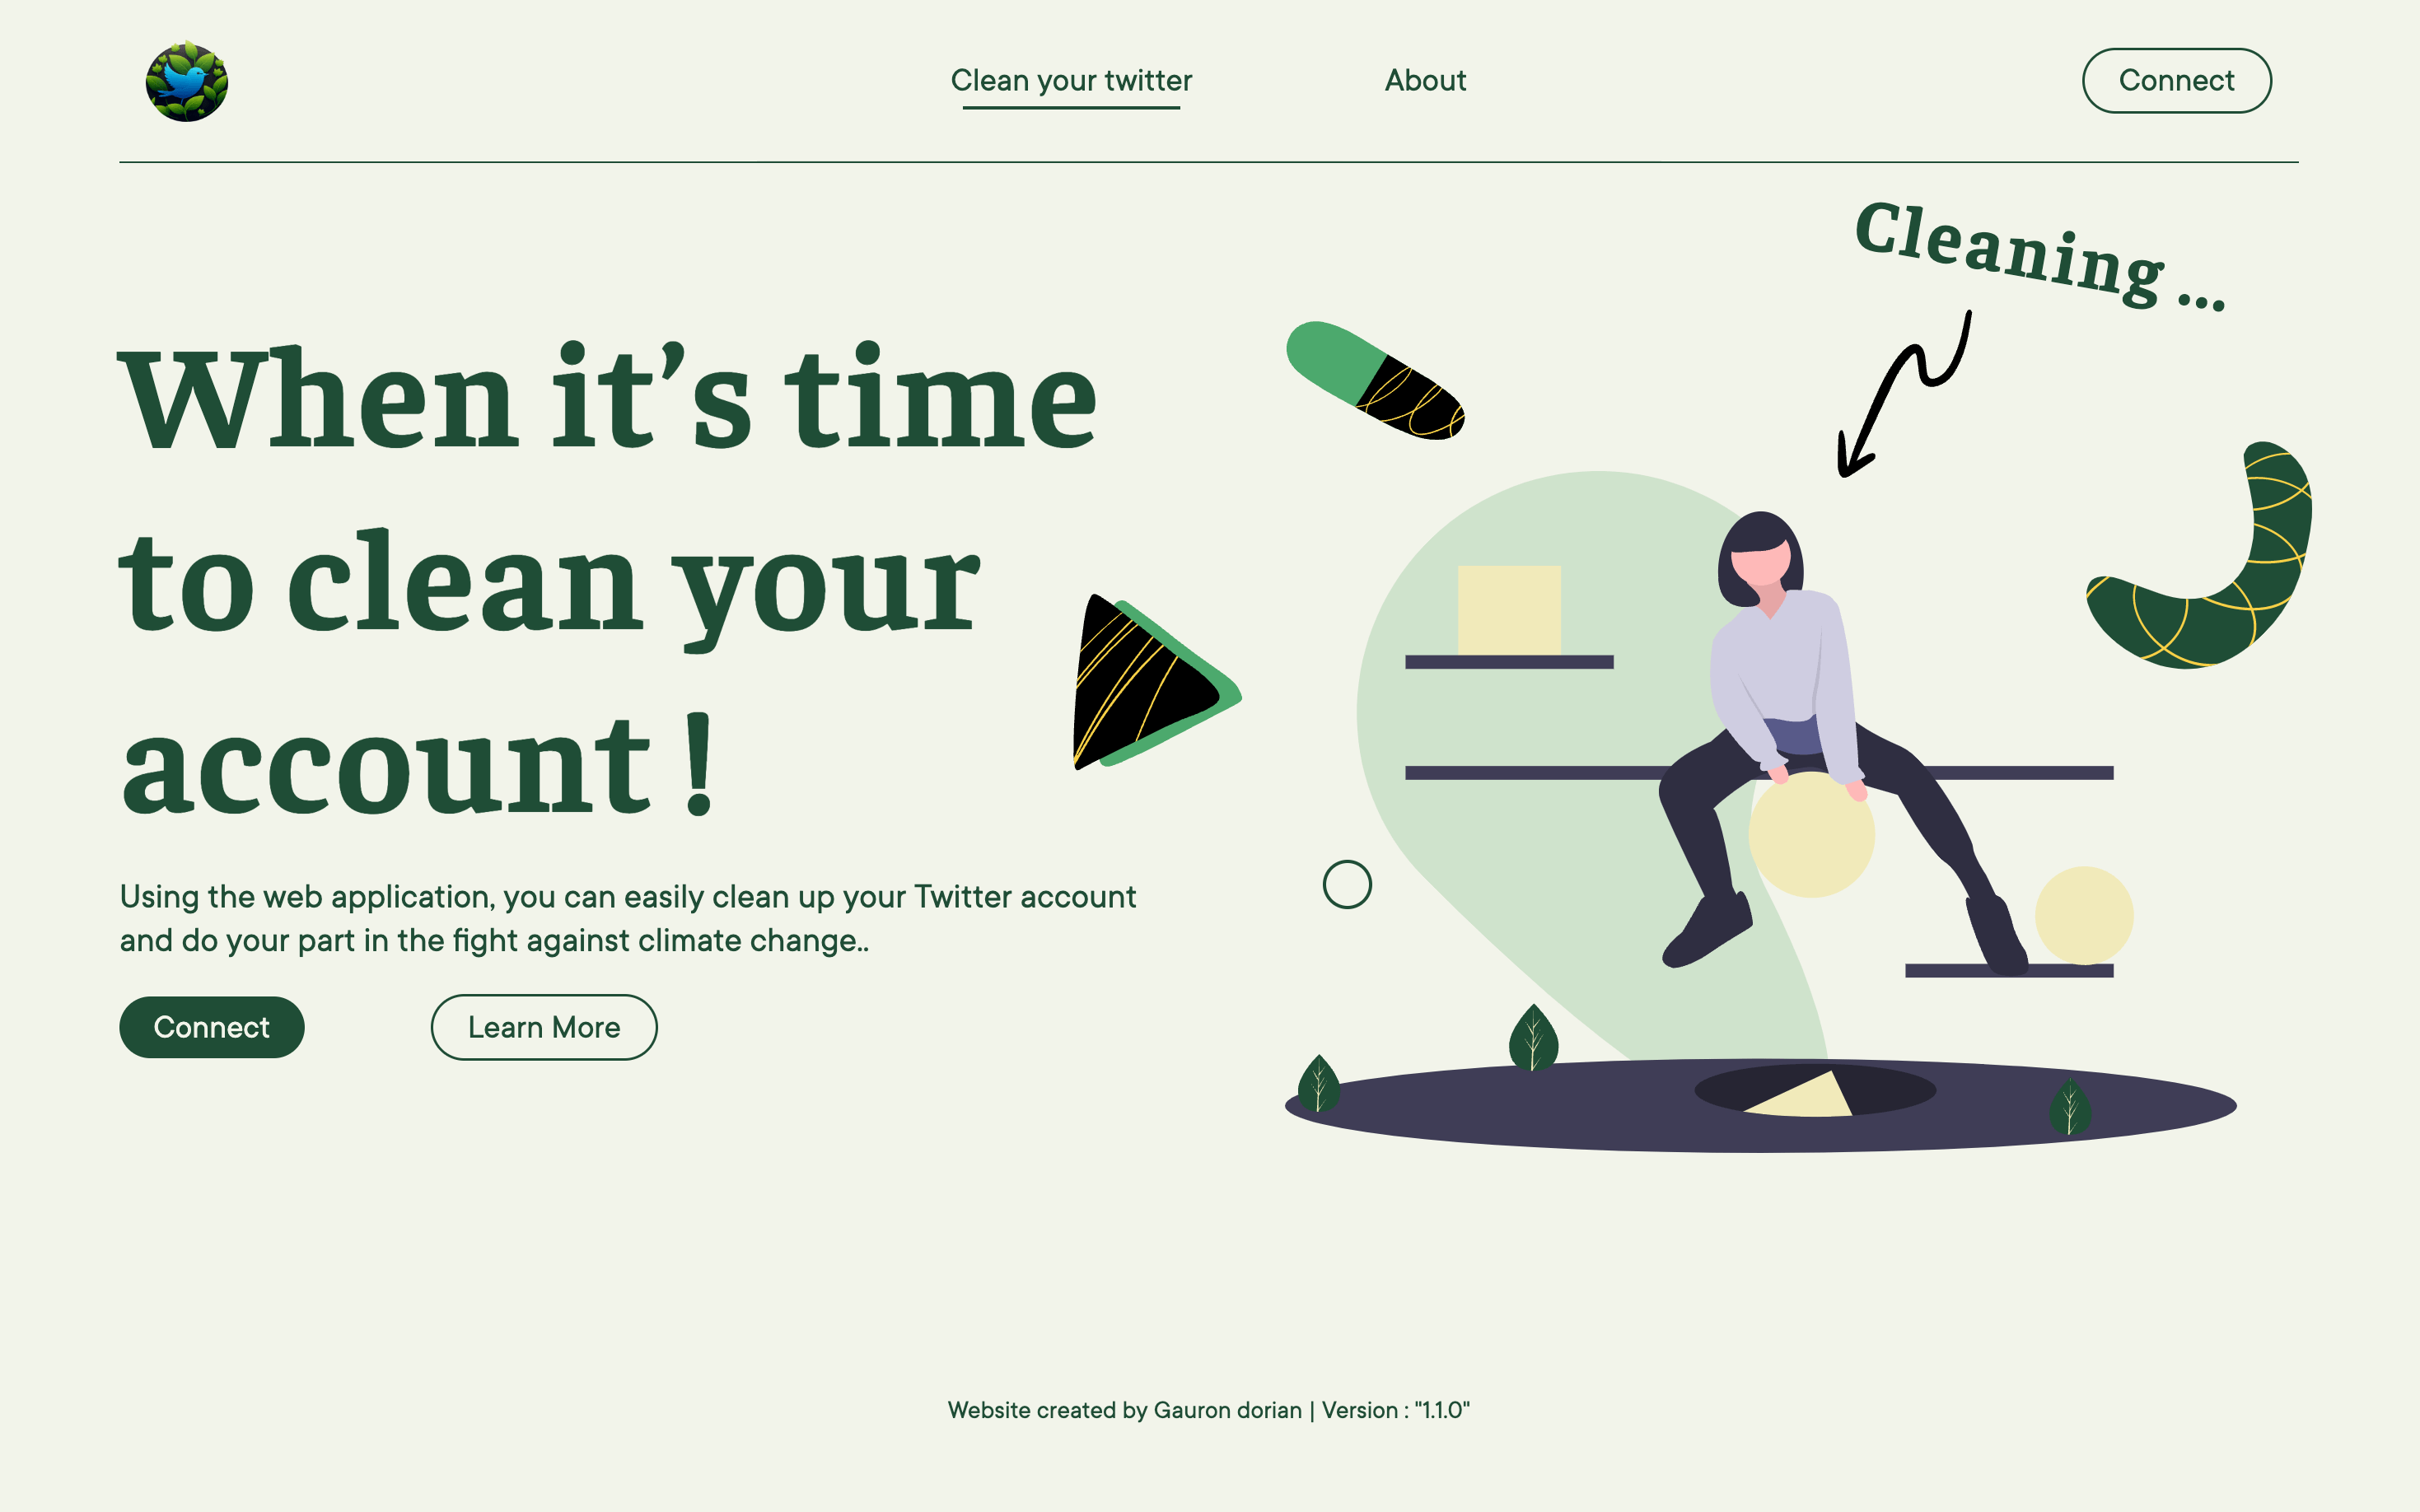 Clean your twitter
About
Connect
Cleaning ...
When it’s time
to clean your
account !
Using the web application, you can easily clean up your Twitter account
and do your part in the fight against climate change..
Connect
Learn More
Website created by Gauron dorian | Version : "1.1.0"